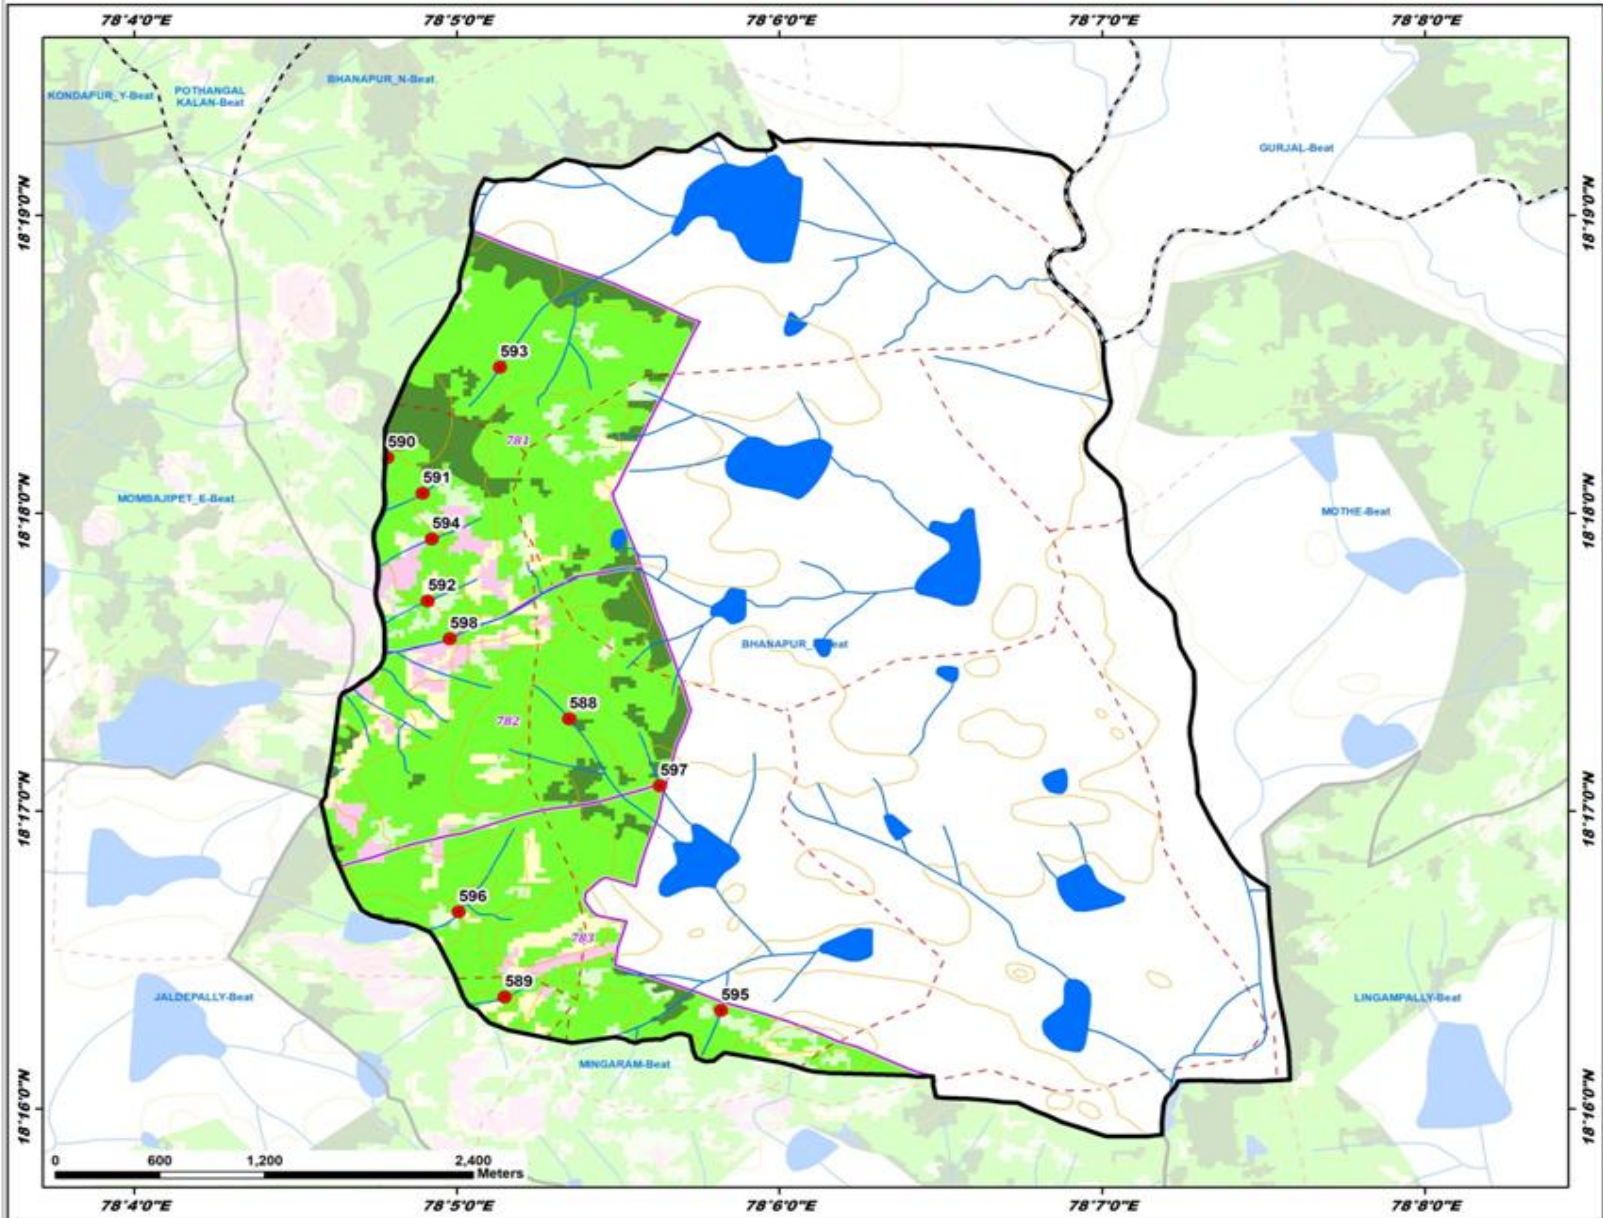 78°4'0"E 78°5'0"E 78°6'0"E 78°7'0"E 78°8'0"E
BHANAPUR_N-Beat
KONDAPUR_Y-Beat
POTHANGAL
KALAN-Beat
GURJAL-Beat
18°19'0"N 18°19'0"N
593
781
590
591
MOMBAJIPET_E-Beat
18°18'0"N 18°18'0"N
MOTHE-Beat
594
592
598
BHANAPUR_ -Beat
588
782
597
18°17'0"N 18°17'0"N
596
783
589
595
JALDEPALLY-Beat
LINGAMPALLY-Beat
MINGARAM-Beat
18°16'0"N 18°16'0"N
0 600 1,200 2,400
Meters
78°4'0"E 78°5'0"E 78°6'0"E 78°7'0"E 78°8'0"E